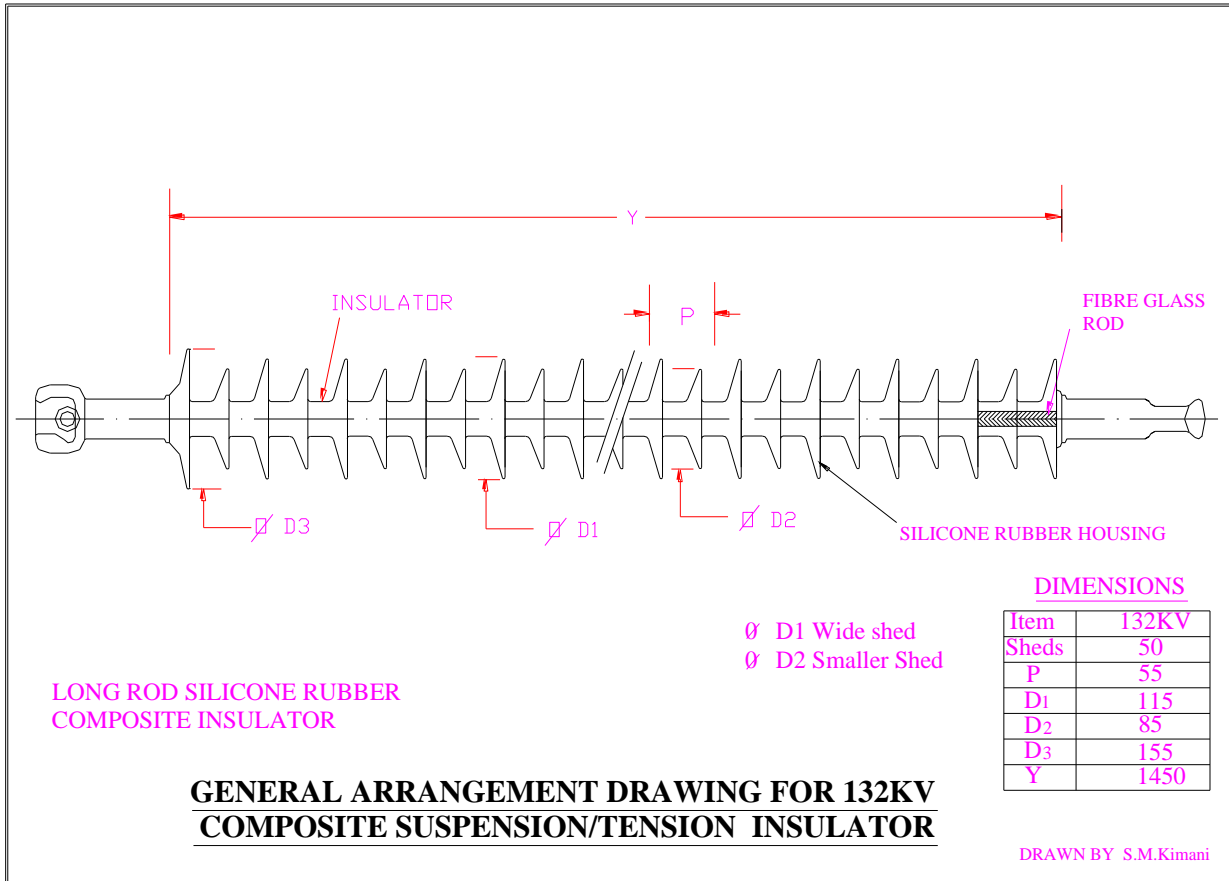 Y
INSULATOR
P
FIBRE GLASS
ROD
Ø D3
Ø D1
Ø D2
SILICONE RUBBER HOUSING
DIMENSIONS
Item 132KV
Sheds 50
P 55
D1 115
D2 85
D3 155
Y 1450
Ø D1 Wide shed
Ø D2 Smaller Shed
LONG ROD SILICONE RUBBER
COMPOSITE INSULATOR
GENERAL ARRANGEMENT DRAWING FOR 132KV
COMPOSITE SUSPENSION/TENSION INSULATOR
DRAWN BY S.M.Kimani